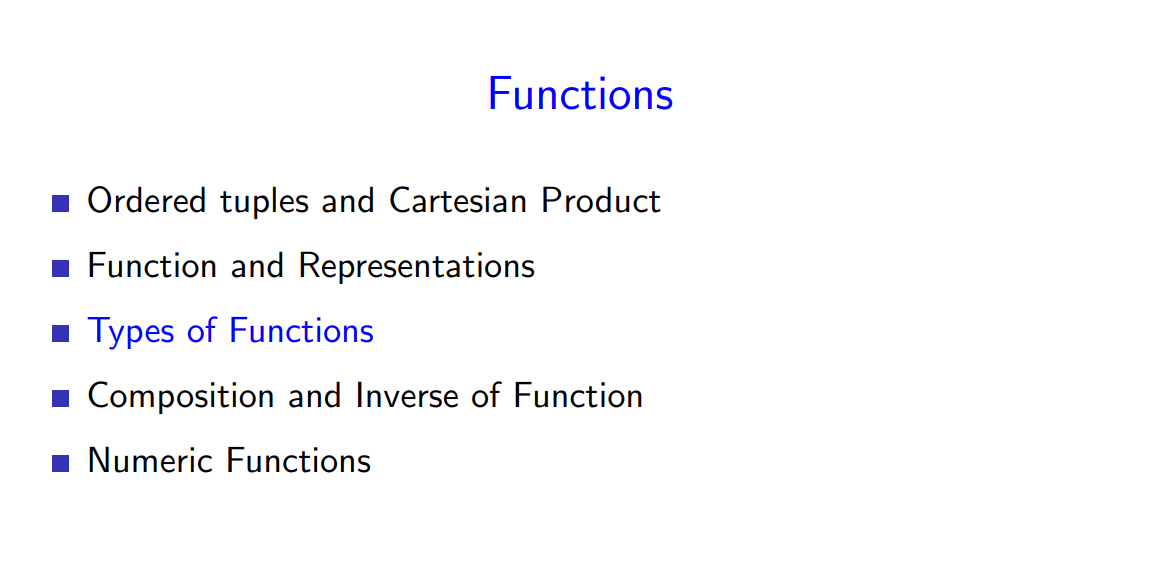 Functions
Ordered tuples and Cartesian Product
Function and Representations
Types of Functions
Composition and Inverse of Function
Numeric Functions